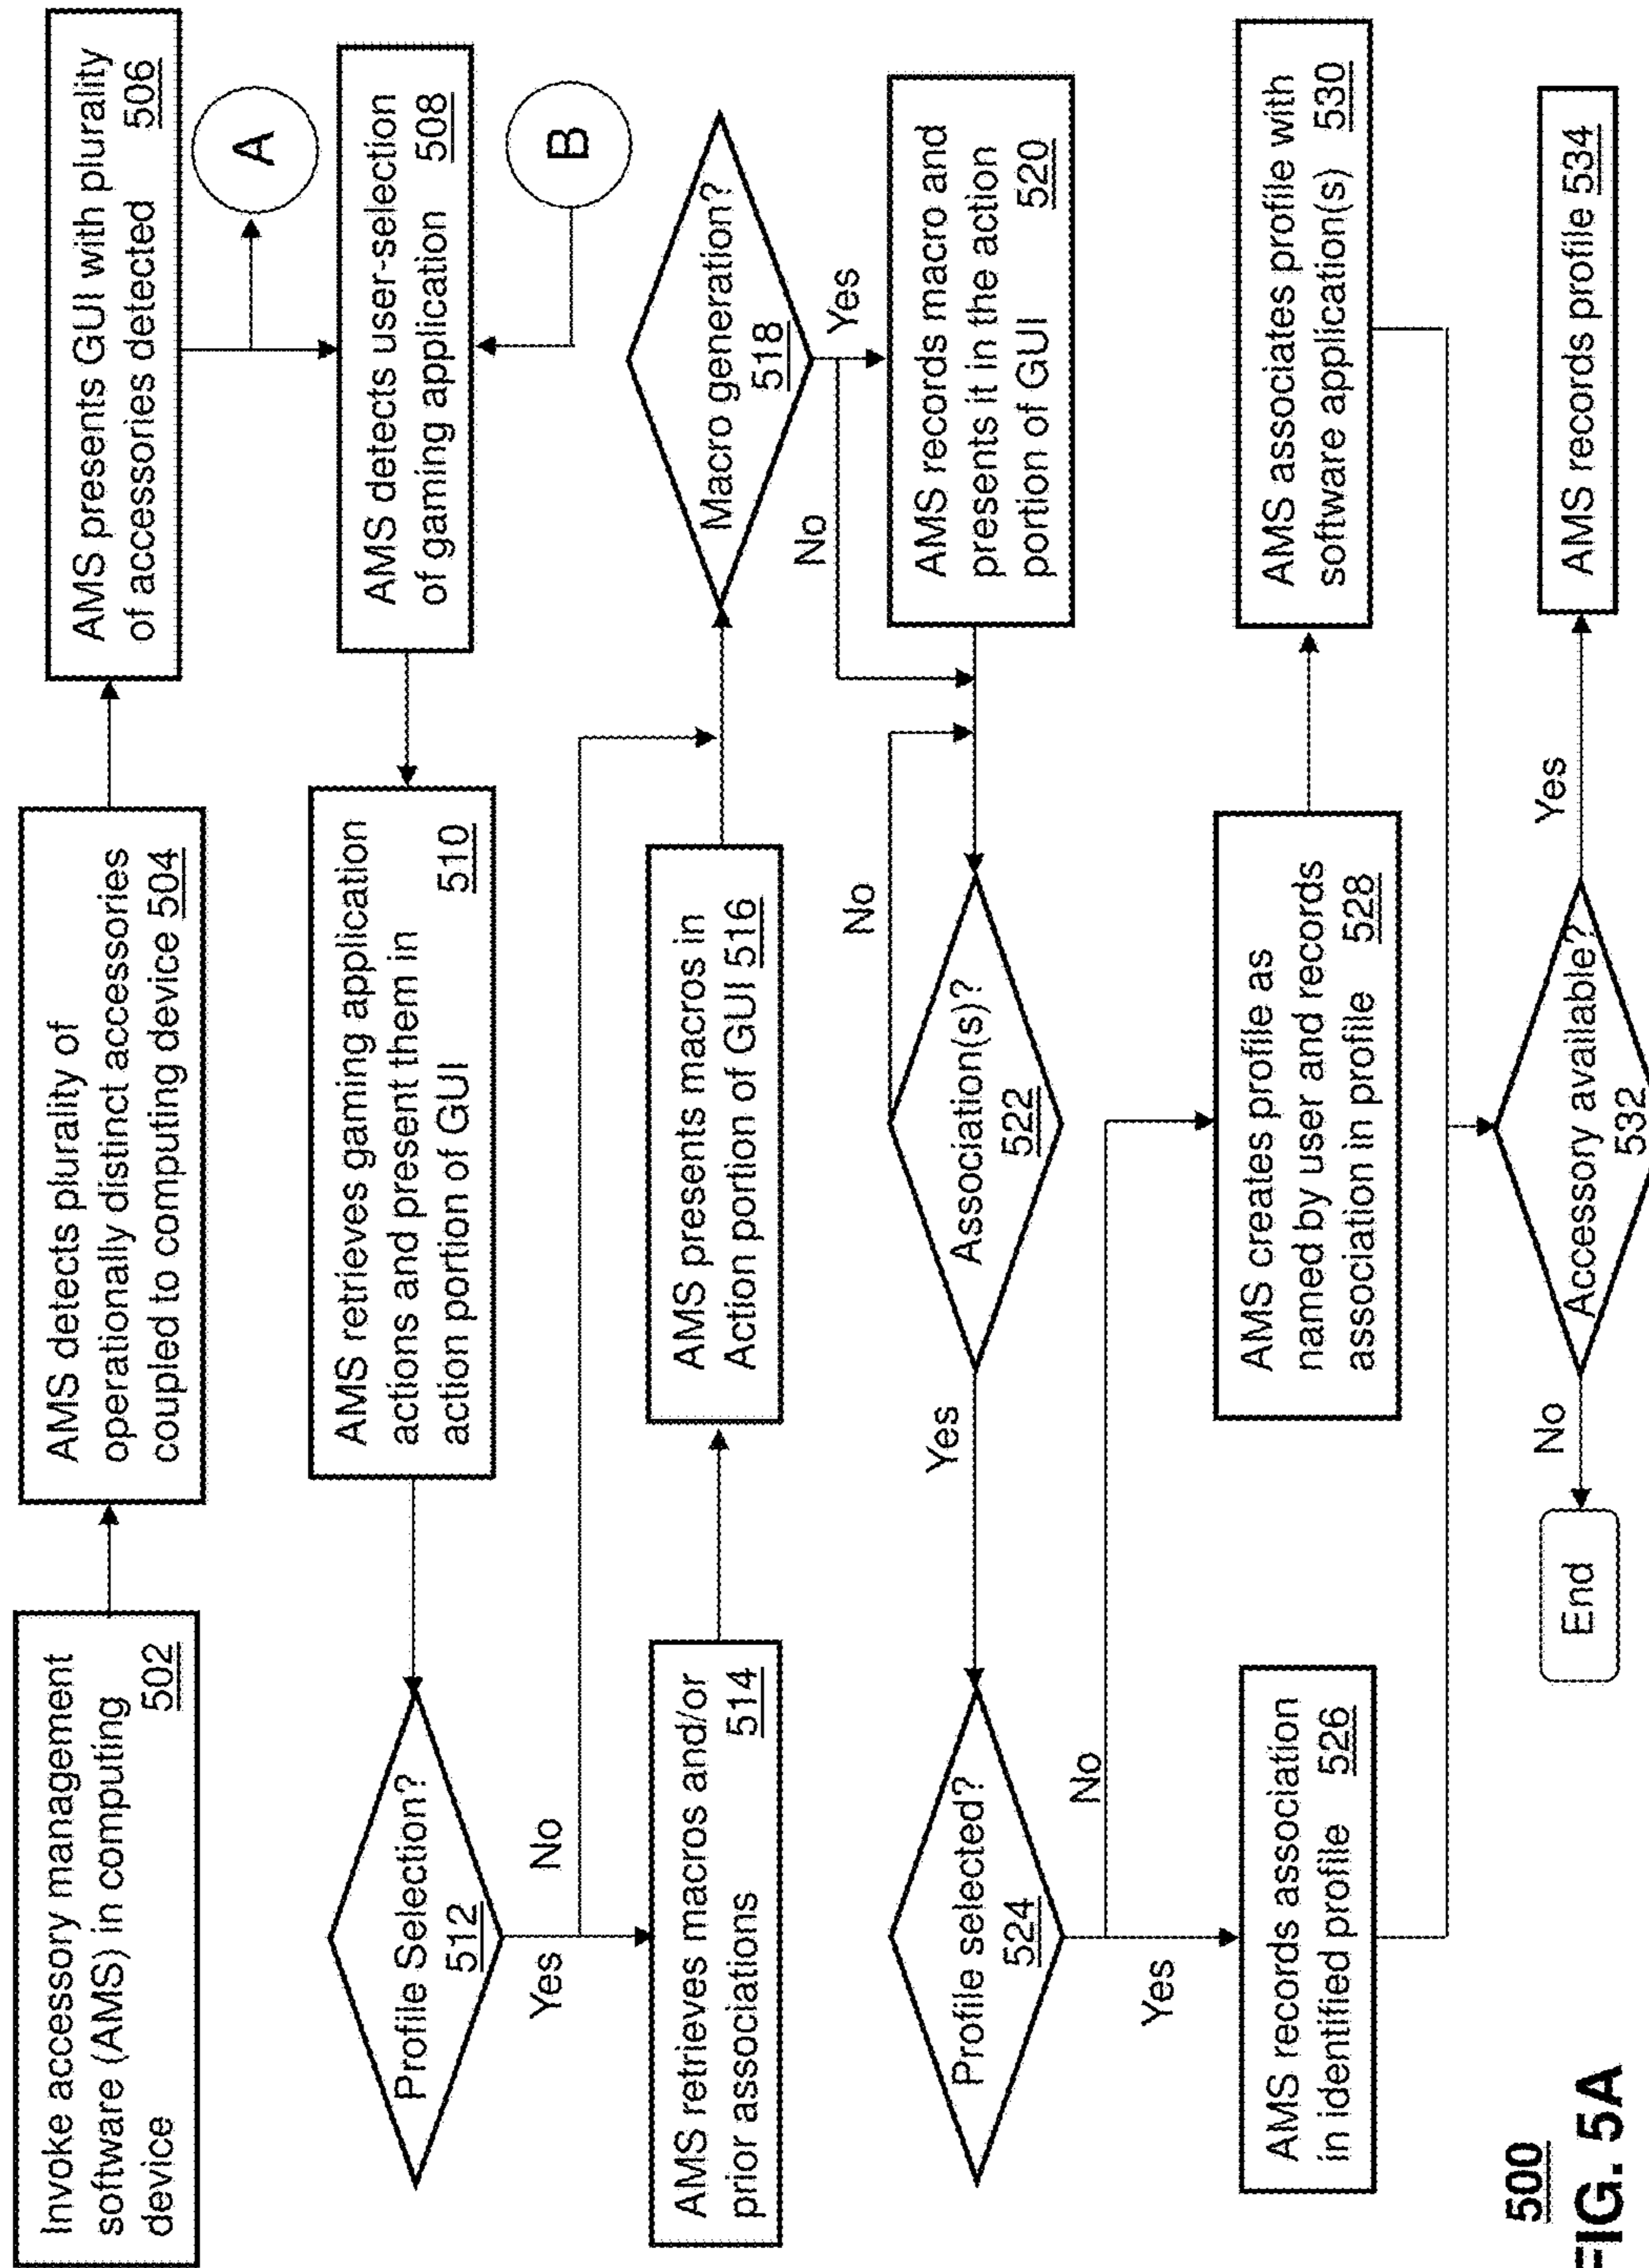 Invoke accessory management
software (AMS) in computing
device 502
AMS detects plurality of
operationally distinct accessories
coupled to computing device 504
AMS presents GUI with plurality
of accessories detected 506
A
AMS detects user-selection
of gaming application 508
B
AMS retrieves gaming application
actions and present them in
action portion of GUI 510
Profile Selection?
512
Yes
No
AMS retrieves macros and/or
prior associations 514
AMS presents macros in
Action portion of GUI 516
Macro generation?
518
No
Yes
AMS records macro and
presents it in the action
portion of GUI 520
Association(s)?
522
No
Yes
Profile selected?
524
Yes
No
AMS records association
in identified profile 526
AMS creates profile as
named by user and records
association in profile 528
AMS associates profile with
software application(s) 530
Accessory available?
532
No
Yes
End
AMS records profile 534
500
FIG. 5A